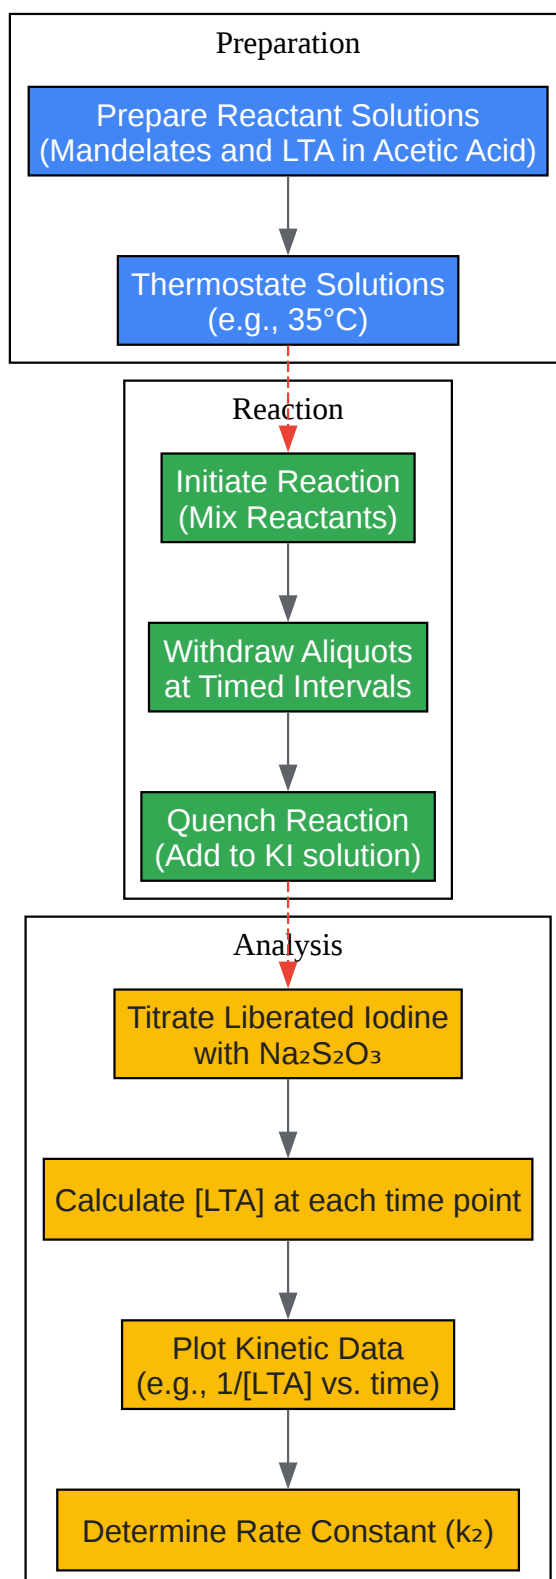 Preparation
Prepare Reactant Solutions
(Mandelates and LTA in Acetic Acid)
Thermostate Solutions
(e.g., 35°C)
Reaction
Initiate Reaction
(Mix Reactants)
Withdraw Aliquots
at Timed Intervals
Quench Reaction
(Add to KI solution)
Analysis
Titrate Liberated Iodine
with Na₂S₂O₃
Calculate [LTA] at each time point
Plot Kinetic Data
(e.g., 1/[LTA] vs. time)
Determine Rate Constant (k₂)